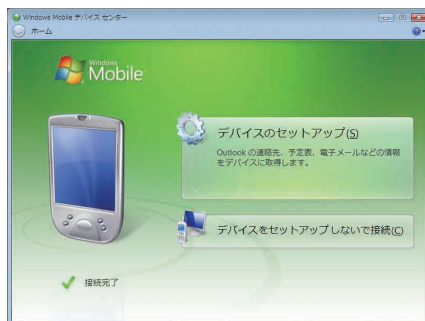 Windows Mobile デバイス センター
ホーム
Windows
Mobile
デバイスのセットアップ(S)
Outlook の連絡先、予定表、電子メールなどの情報
をデバイスに取得します。
デバイスをセットアップしないで接続(C)
接続完了